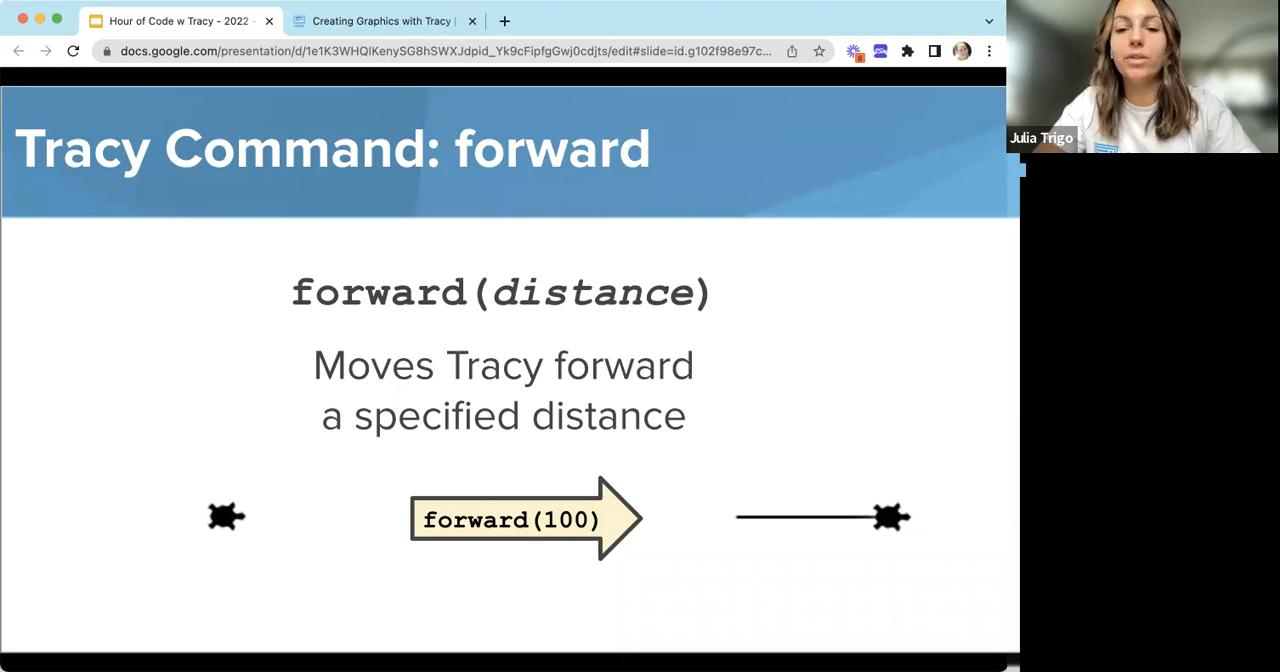 Hour of Code w Tracy - 2022 -
Creating Graphics with Tracy |
docs.google.com/presentation/d/1e1K3WHQlKenySG8hSWXJdpid_Yk9cFipfgGwj0cdjts/edit#slide=id.g102f98e97c...
8
Julia Trigo
Tracy Command: forward
forward(distance)
Moves Tracy forward
a specified distance
forward(100)